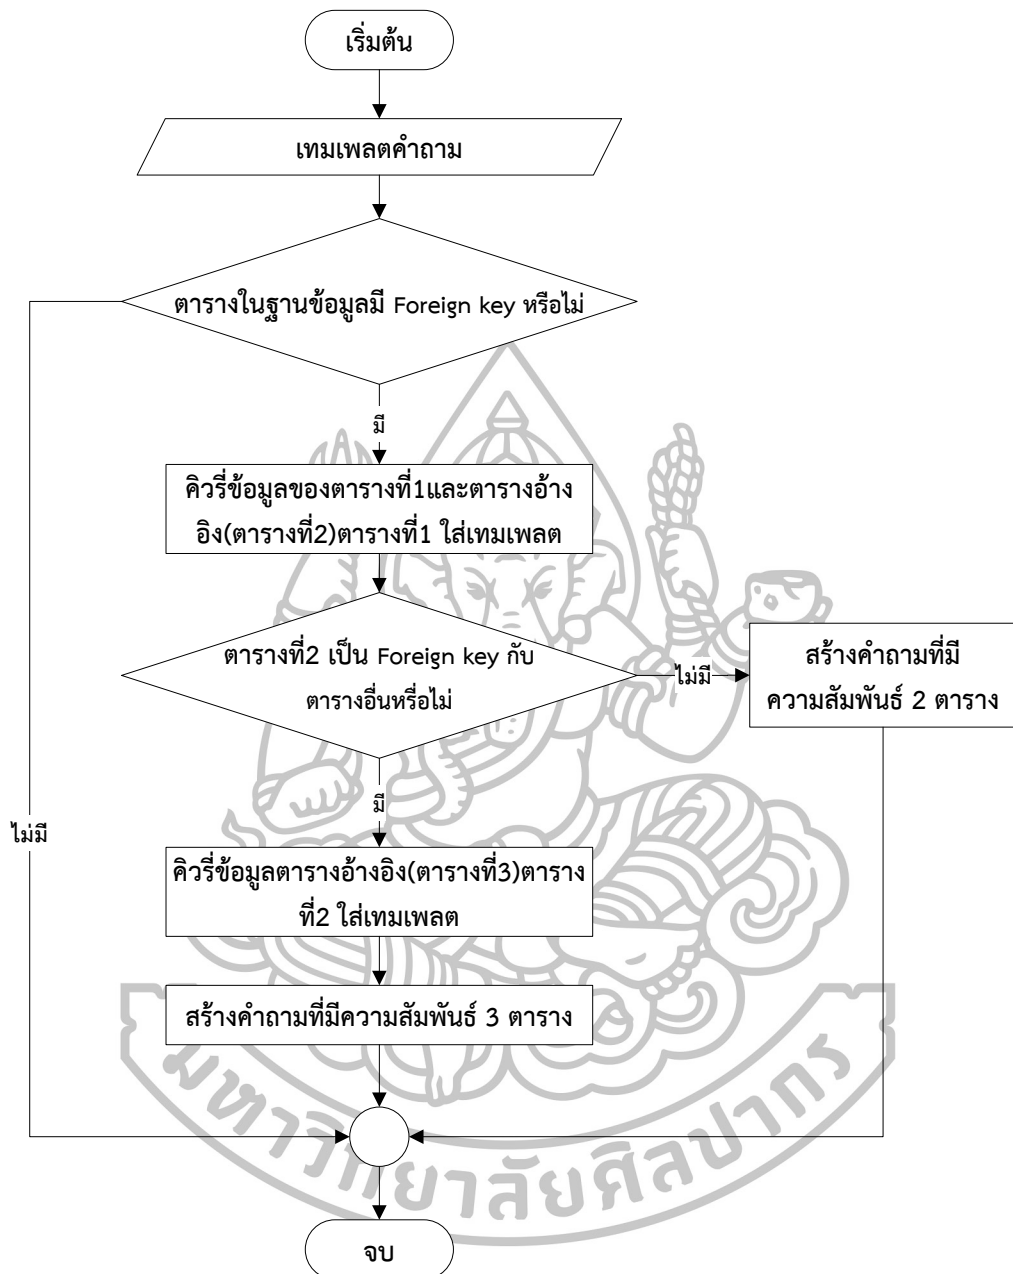 เริ่มต้น
เทมเพลตคำถาม
ตารางในฐานข้อมูลมี Foreign key หรือไม่
มี
คิวรี่ข้อมูลของตารางที่1และตารางอ้าง
อิง(ตารางที่2)ตารางที่1 ใส่เทมเพลต
ตารางที่2 เป็น Foreign key กับ
ตารางอื่นหรือไม่
ไม่มี
สร้างคำถามที่มี
ความสัมพันธ์ 2 ตาราง
มี
ไม่มี
คิวรี่ข้อมูลตารางอ้างอิง(ตารางที่3)ตาราง
ที่2 ใส่เทมเพลต
สร้างคำถามที่มีความสัมพันธ์ 3 ตาราง
มหาวิทยาลัยศิลปากร
จบ